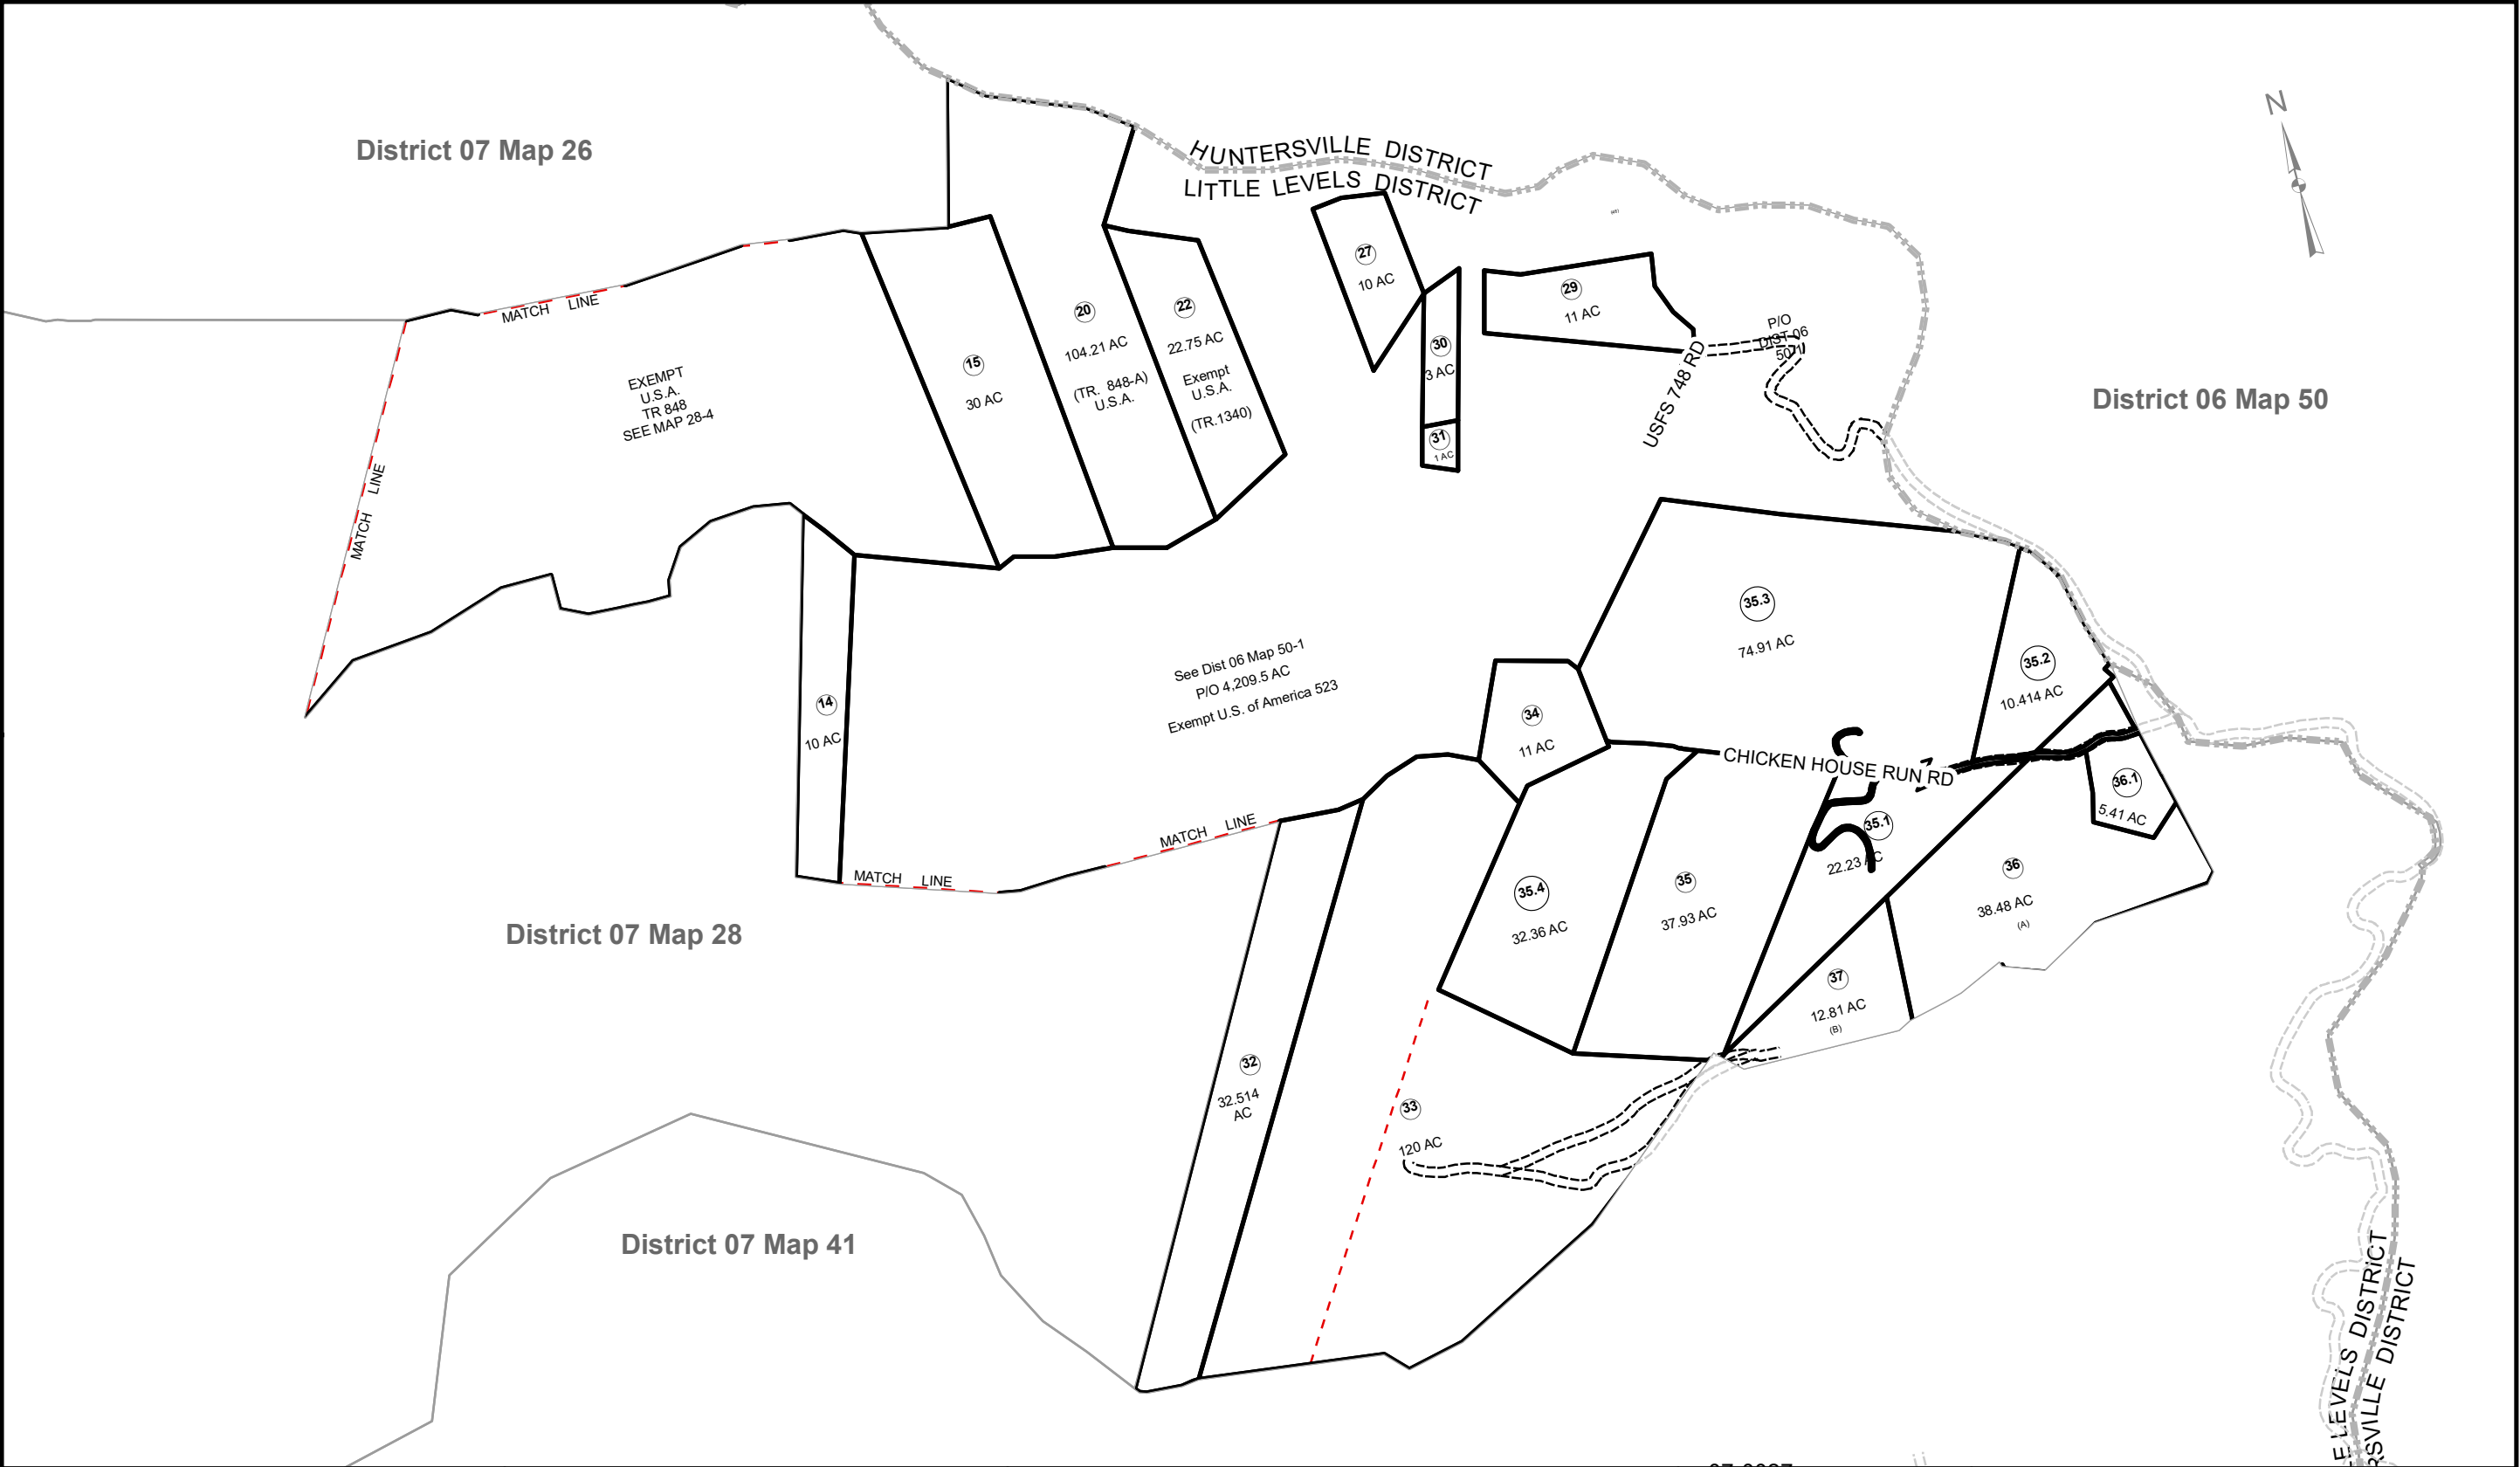 N
District 07 Map 26
HUNTERSVILLE DISTRICT
LITTLE LEVELS DISTRICT
27
10 AC
29
11 AC
P/O
DIST 06
50/1
USFS 748 RD
District 06 Map 50
MATCH LINE
20
104.21 AC
(TR. 848-A)
U.S.A.
22
22.75 AC
Exempt
U.S.A.
(TR.1340)
15
30 AC
30
3 AC
31
1 AC
EXEMPT
U.S.A.
TR 848
SEE MAP 28-4
MATCH LINE
35.3
74.91 AC
35.2
10.414 AC
See Dist 06 Map 50-1
P/O 4,209.5 AC
Exempt U.S. of America 523
14
10 AC
34
11 AC
CHICKEN HOUSE RUN RD
36.1
5.41 AC
35.1
22.23 AC
MATCH LINE
MATCH LINE
35.4
32.36 AC
35
37.93 AC
36
38.48 AC
(A)
District 07 Map 28
37
12.81 AC
(B)
32
32.514
AC
33
120 AC
District 07 Map 41
E LEVELS DISTRICT
RSVILLE DISTRICT